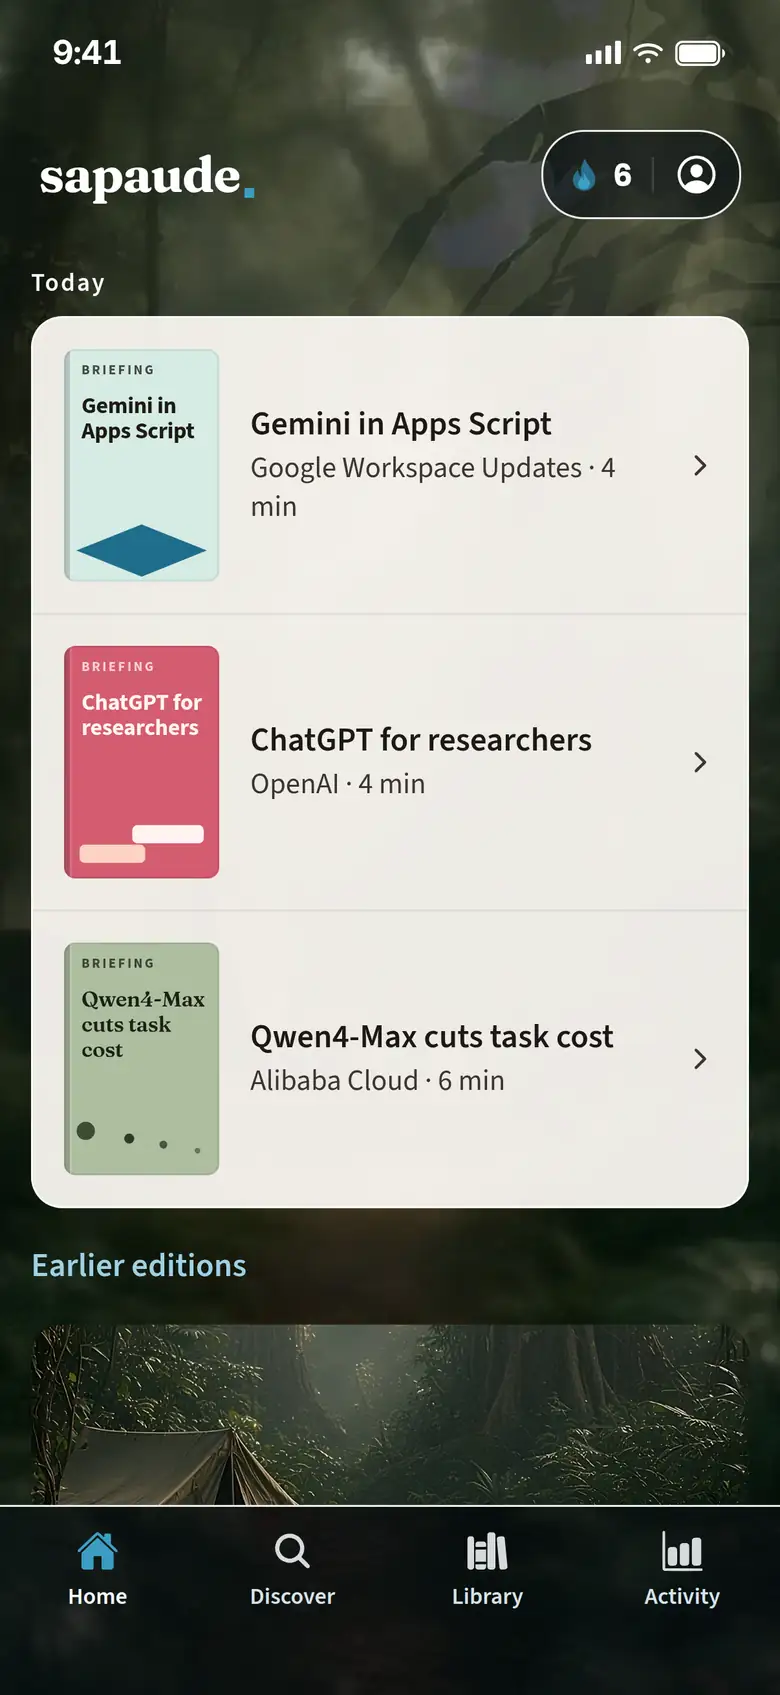 9:41
sapaude.
6
Today
BRIEFING
Gemini in
Apps Script
Gemini in Apps Script
Google Workspace Updates · 4
min
BRIEFING
ChatGPT for
researchers
ChatGPT for researchers
OpenAI · 4 min
BRIEFING
Qwen4-Max
cuts task
cost
Qwen4-Max cuts task cost
Alibaba Cloud · 6 min
Earlier editions
Home
Discover
Library
Activity